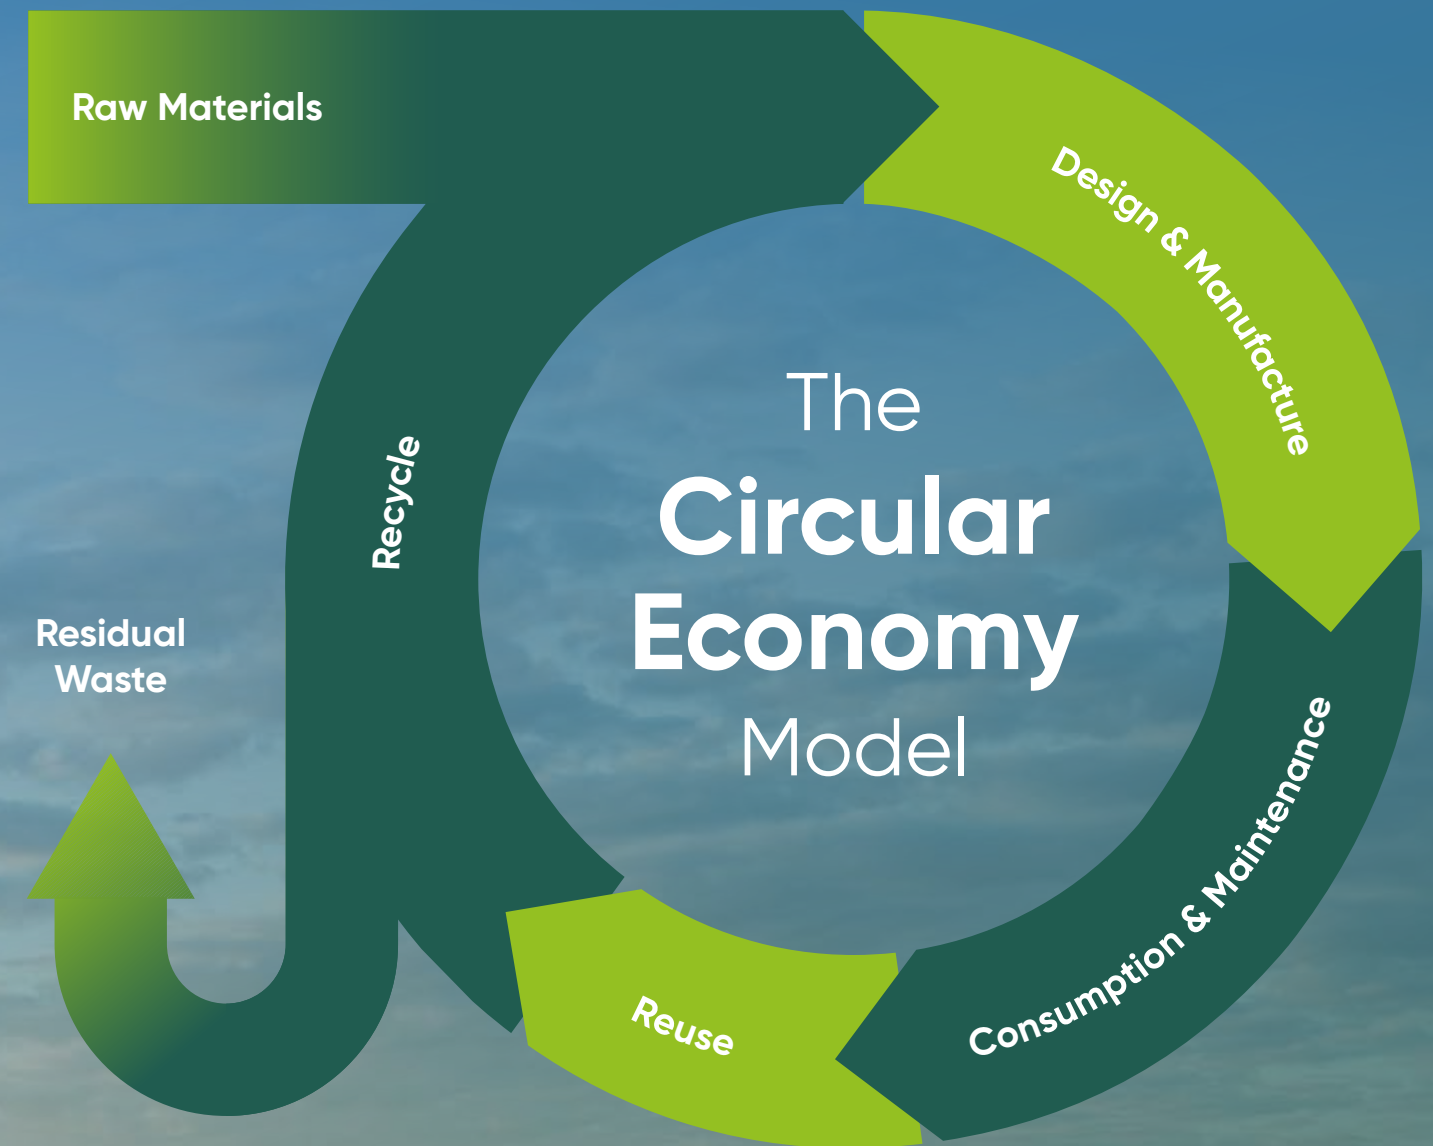 Raw Materials
Design & Manufacture
The
Circular
Economy
Model
Recycle
Residual
Waste
Consumption & Maintenance
Reuse